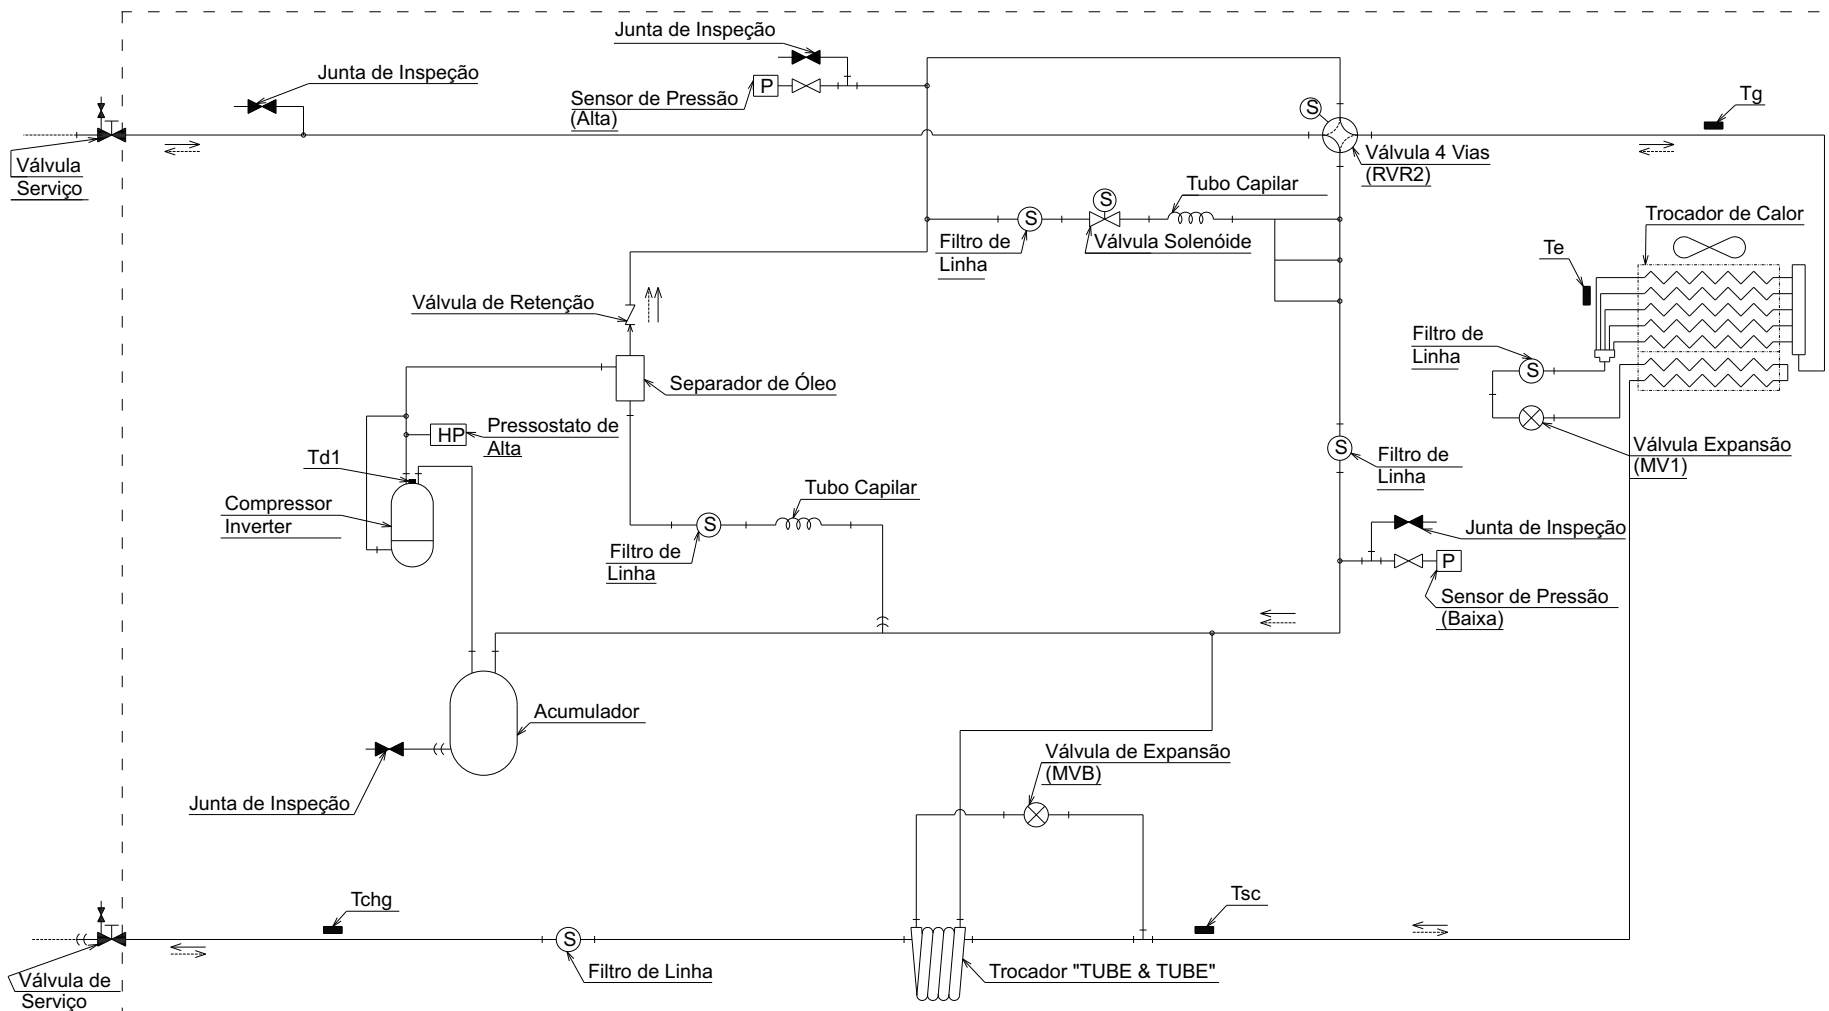 Junta de Inspeção
Junta de Inspeção
P
Sensor de Pressão
(Alta)
S
Tg
Válvula
Serviço
Válvula 4 Vias
(RVR2)
Tubo Capilar
S
S
Filtro de
Linha
Válvula Solenóide
Trocador de Calor
Te
Válvula de Retenção
Filtro de
Linha
S
Separador de Óleo
HP
Pressostato de
Alta
Válvula Expansão
(MV1)
Td1
S
Filtro de
Linha
Compressor
Inverter
Tubo Capilar
S
Filtro de
Linha
Junta de Inspeção
P
Sensor de Pressão
(Baixa)
Acumulador
Válvula de Expansão
(MVB)
Junta de Inspeção
Tchg
Tsc
S
Filtro de Linha
Trocador "TUBE & TUBE"
Válvula de
Serviço